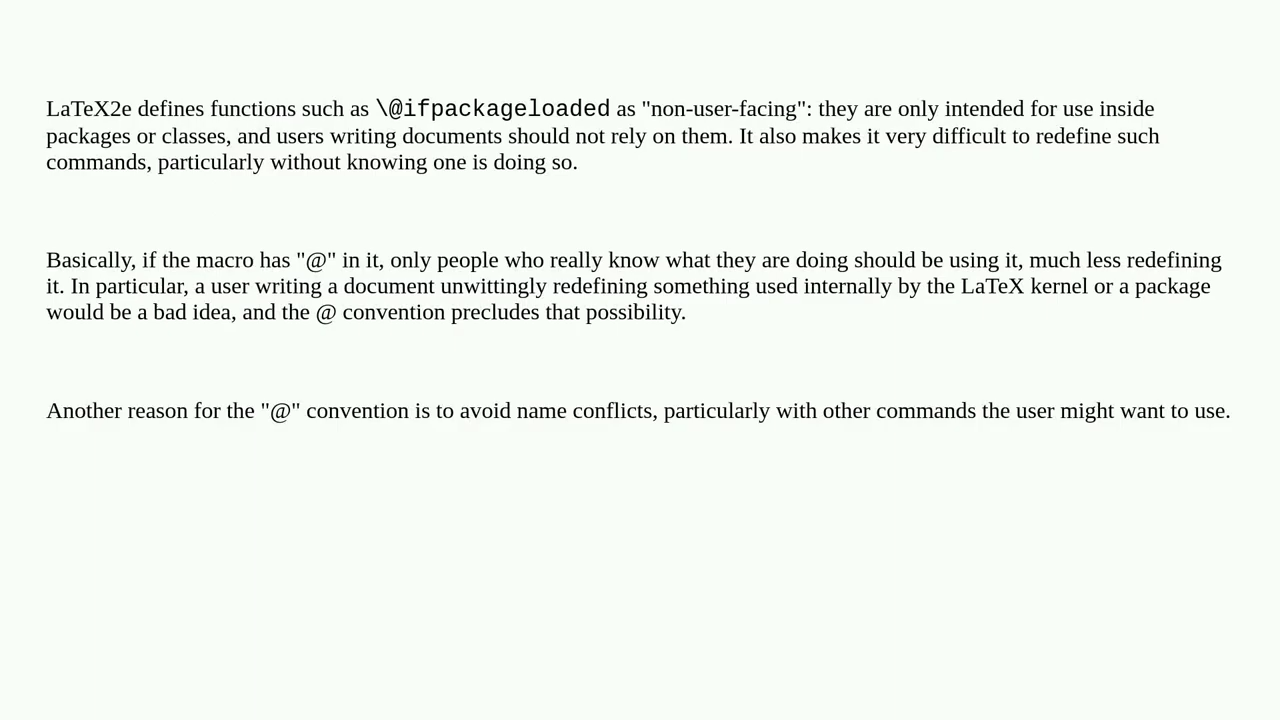 LaTeX2e defines functions such as \@ifpackageloaded as "non-user-facing": they are only intended for use inside
packages or classes, and users writing documents should not rely on them. It also makes it very difficult to redefine such
commands, particularly without knowing one is doing so.
Basically, if the macro has "@" in it, only people who really know what they are doing should be using it, much less redefining
it. In particular, a user writing a document unwittingly redefining something used internally by the LaTeX kernel or a package
would be a bad idea, and the @ convention precludes that possibility.
Another reason for the "@" convention is to avoid name conflicts, particularly with other commands the user might want to use.